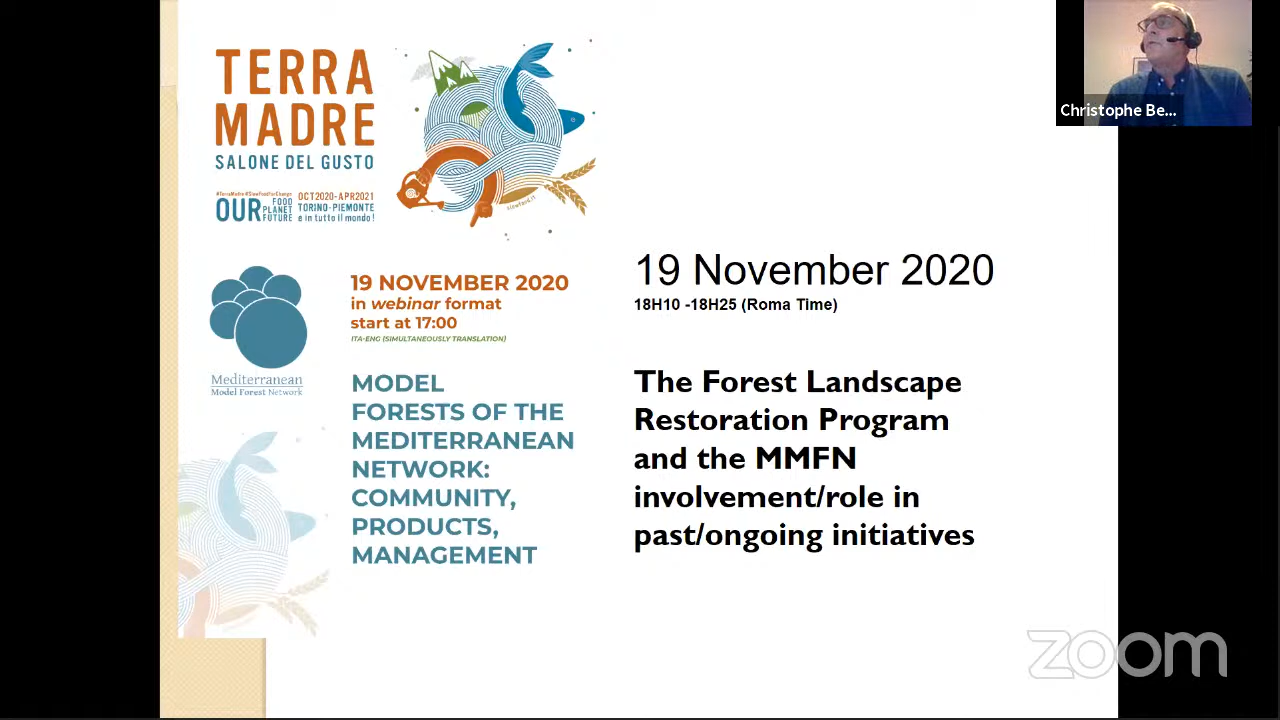 TERRA
MADRE
SALONE DEL GUSTO
#TerraMadre #SlowFoodForChange
OUR FOOD PLANET FUTURE
OCT2020-APR2021
TORINO-PIEMONTE
e in tutto il mondo!
slowfood.it
Mediterranean
Model Forest Network
19 NOVEMBER 2020
in webinar format
start at 17:00
ITA-ENG (SIMULTANEOUSLY TRANSLATION)
MODEL
FORESTS OF THE
MEDITERRANEAN
NETWORK:
COMMUNITY,
PRODUCTS,
MANAGEMENT
19 November 2020
18H10 -18H25 (Roma Time)
The Forest Landscape
Restoration Program
and the MMFN
involvement/role in
past/ongoing initiatives
Christophe Be...
zoom